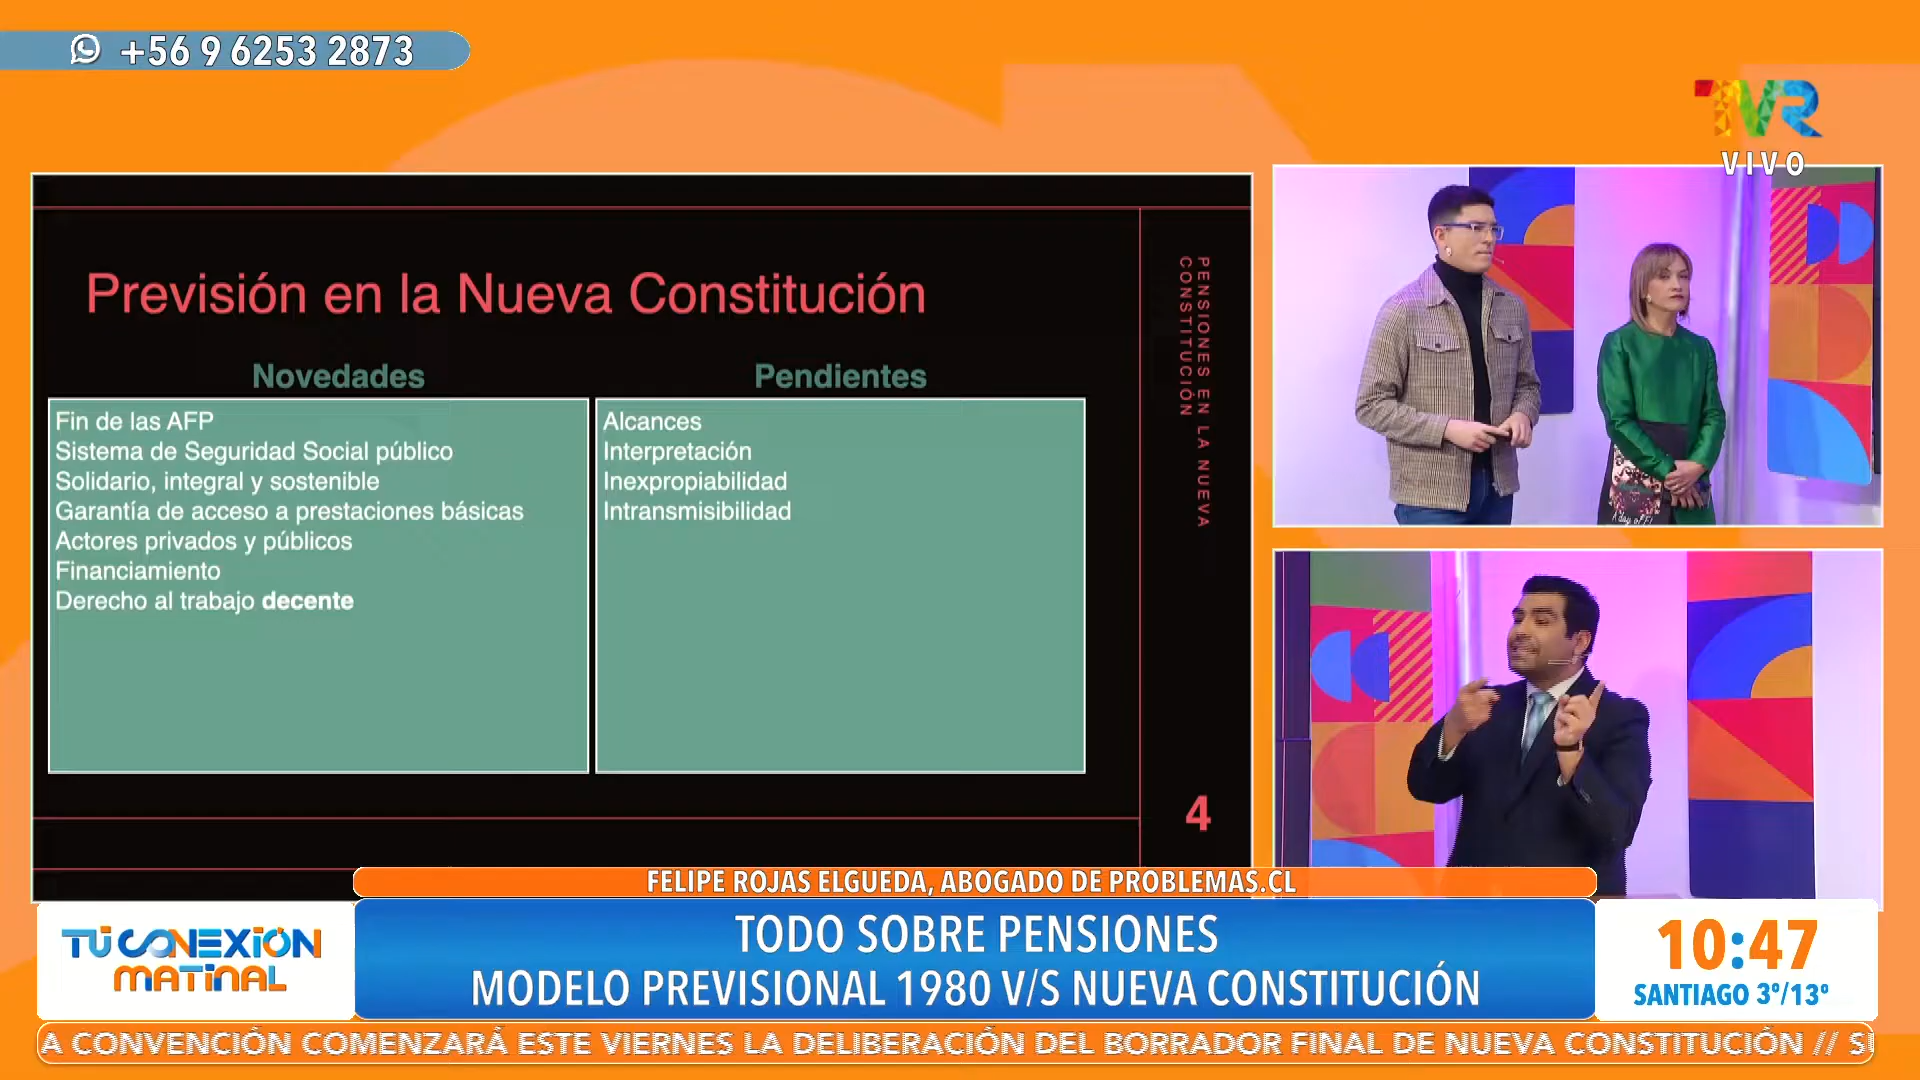 +56 9 6253 2873
TVR
VIVO
Previsión en la Nueva Constitución
Novedades
Fin de las AFP
Sistema de Seguridad Social público
Solidario, integral y sostenible
Garantía de acceso a prestaciones básicas
Actores privados y públicos
Financiamiento
Derecho al trabajo decente
Pendientes
Alcances
Interpretación
Inexpropiabilidad
Intransmisibilidad
PENSIONES EN LA NUEVA
CONSTITUCIÓN
4
FELIPE ROJAS ELGUEDA, ABOGADO DE PROBLEMAS.CL
TÚ CONEXIÓN
MATINAL
TODO SOBRE PENSIONES
MODELO PREVISIONAL 1980 V/S NUEVA CONSTITUCIÓN
10:47
SANTIAGO 3°/13°
A CONVENCIÓN COMENZARÁ ESTE VIERNES LA DELIBERACIÓN DEL BORRADOR FINAL DE NUEVA CONSTITUCIÓN // S